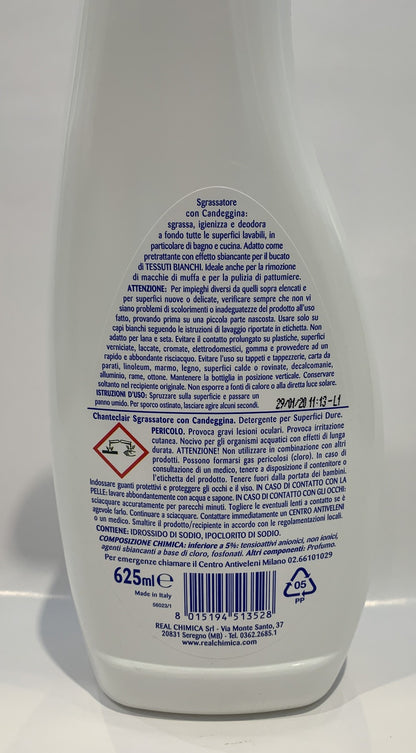 Sgrassatore
con Candeggina:
sgrassa, igienizza e deodora
a fondo tutte le superfici lavabili, in
particolare di bagno e cucina. Adatto come
pretrattante con effetto sbiancante per il bucato
di TESSUTI BIANCHI. Ideale anche per la rimozione
di macchie di muffa e per la pulizia di pattumiere.
ATTENZIONE: Per impieghi diversi da quelli sopra elencati e
per superfici nuove o delicate, verificare sempre che non vi
siano problemi di scolorimenti o inadeguatezza del prodotto all'uso
fatto, provando prima su una piccola parte nascosta. Usare solo su
capi bianchi seguendo le istruzioni di lavaggio riportate in etichetta. Non
adatto per lana e seta. Evitare il contatto prolungato su plastiche, superfici
verniciate, laccate, cromate, elettrodomestici, gomma e provvedere ad un
rapido e abbondante risciacquo. Evitare l'uso su tappeti e tappezzerie, carta da
parati, linoleum, marmo, legno, superfici calde o rovinate, decalcomanie,
alluminio, rame, ottone. Mantenere la bottiglia in posizione verticale. Conservare
soltanto nel recipiente originale. Non esporre a fonti di calore o alla diretta luce solare.
ISTRUZIONI D'USO: Spruzzare sulla superficie e passare un
panno umido. Per sporco ostinato, lasciare agire alcuni secondi.
29/01/20 11:13-L1
Chanteclair Sgrassatore con Candeggina. Detergente per Superfici Dure.
PERICOLO. Provoca gravi lesioni oculari. Provoca irritazione
cutanea. Nocivo per gli organismi acquatici con effetti di lunga
durata. ATTENZIONE! Non utilizzare in combinazione con altri
prodotti. Possono formarsi gas pericolosi (cloro). In caso di
consultazione di un medico, tenere a disposizione il contenitore o
l'etichetta del prodotto. Tenere fuori dalla portata dei bambini.
Indossare guanti protettivi e proteggere gli occhi e il viso. IN CASO DI CONTATTO CON LA
PELLE: lavare abbondantemente con acqua e sapone. IN CASO DI CONTATTO CON GLI OCCHI:
sciacquare accuratamente per parecchi minuti. Togliere le eventuali lenti a contatto se è
agevole farlo. Continuare a sciacquare. Contattare immediatamente un CENTRO ANTIVELENI
o un medico. Smaltire il prodotto/recipiente in accordo con le regolamentazioni locali.
CONTIENE: IDROSSIDO DI SODIO, IPOCLORITO DI SODIO.
COMPOSIZIONE CHIMICA: inferiore a 5%: tensioattivi anionici, non ionici,
agenti sbiancanti a base di cloro, fosfonati. Altri componenti: Profumo.
Per emergenze chiamare il Centro Antiveleni Milano 02.66101029
625ml e
Made in Italy
06023/1
8 015194 513528
05
PP
REAL CHIMICA Srl - Via Monte Santo, 37
20831 Seregno (MB) - Tel. 0362.2685.1
www.realchimica.com